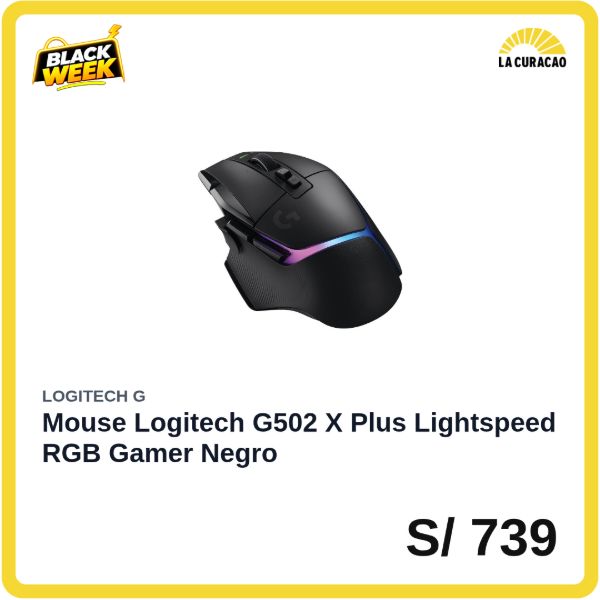 BLACK
WEEK
LA CURACAO
LOGITECH G
Mouse Logitech G502 X Plus Lightspeed
RGB Gamer Negro
S/ 739